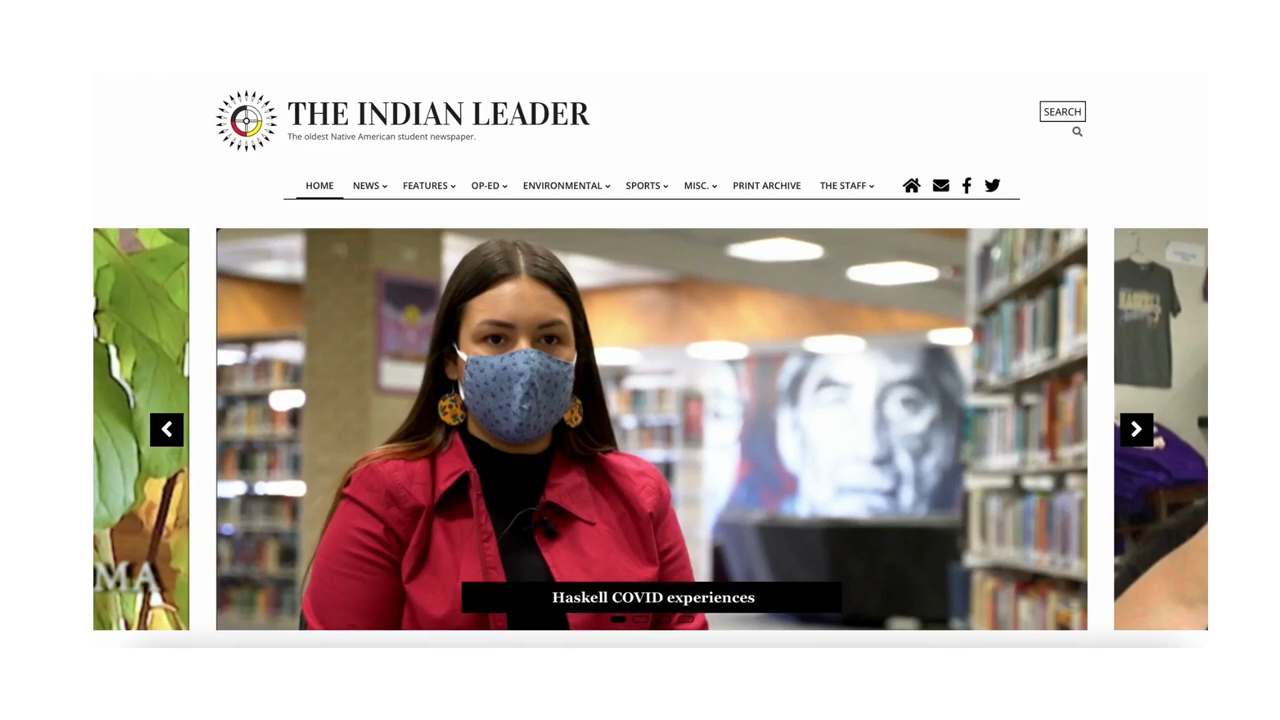 THE INDIAN LEADER
The oldest Native American student newspaper.
SEARCH
HOME NEWS FEATURES OP-ED ENVIRONMENTAL SPORTS MISC. PRINT ARCHIVE THE STAFF
MA
Haskell COVID experiences